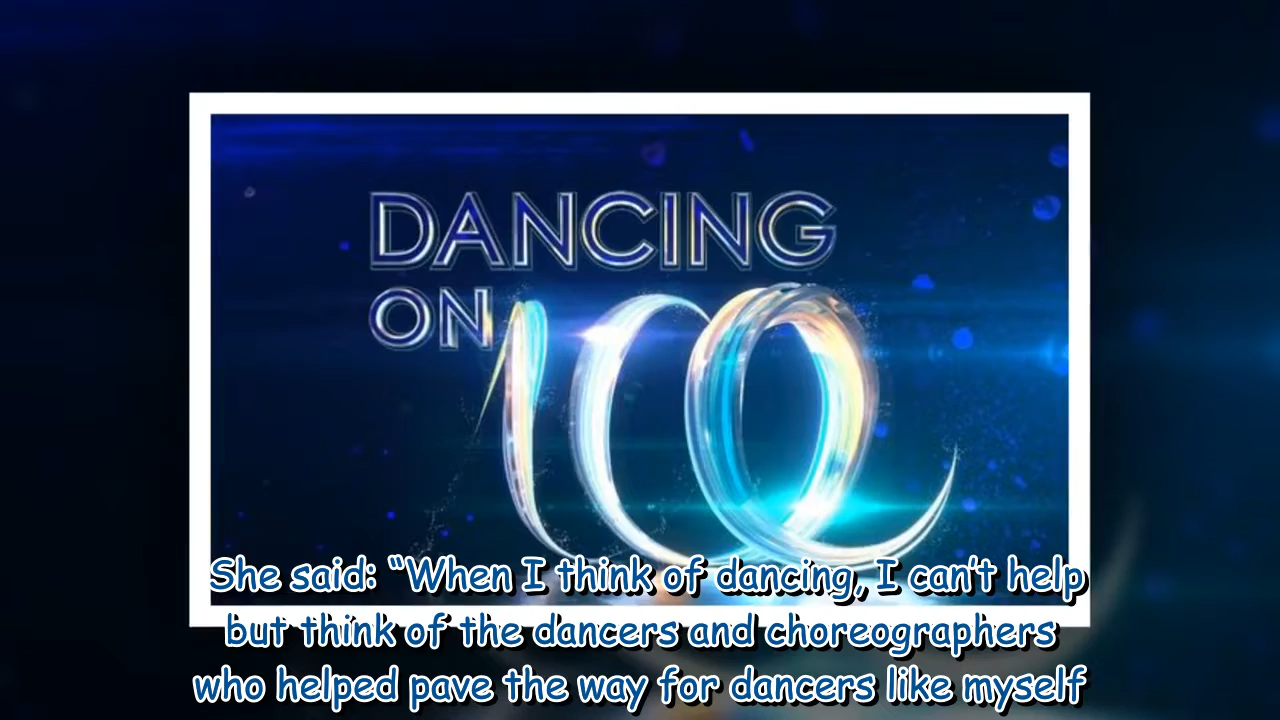 DANCING
ON ICE
She said: “When I think of dancing, I can’t help
but think of the dancers and choreographers
who helped pave the way for dancers like myself